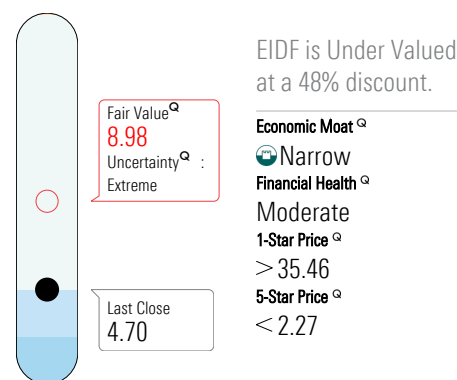 EIDF is Under Valued
at a 48% discount.
Fair Value Q
8.98
Uncertainty Q :
Extreme
Last Close
4.70
Economic Moat Q
Narrow
Financial Health Q
Moderate
1-Star Price Q
> 35.46
5-Star Price Q
< 2.27